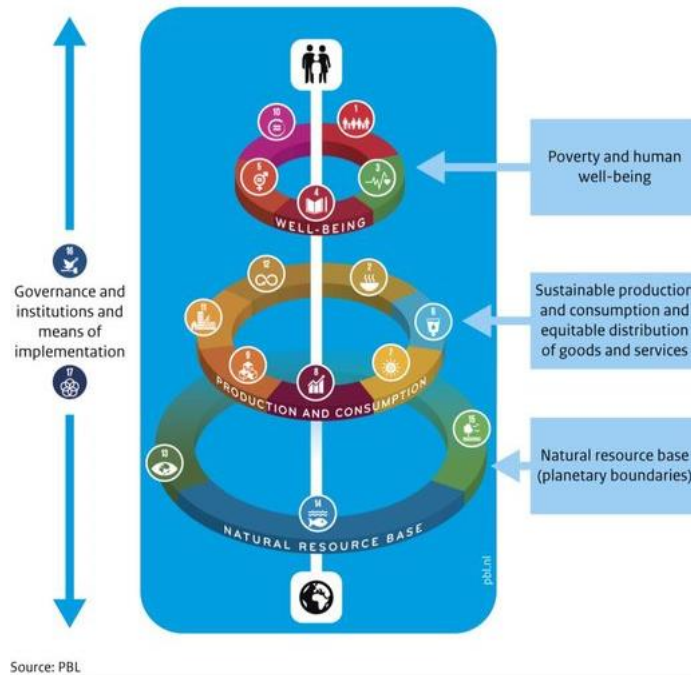 10
1
5
3
4
WELL-BEING
12
2
11
6
9
7
8
PRODUCTION AND CONSUMPTION
13
15
14
NATURAL RESOURCE BASE
pbl.nl
16
Governance and
institutions and
means of
implementation
17
Poverty and human
well-being
Sustainable production
and consumption and
equitable distribution
of goods and services
Natural resource base
(planetary boundaries)
Source: PBL